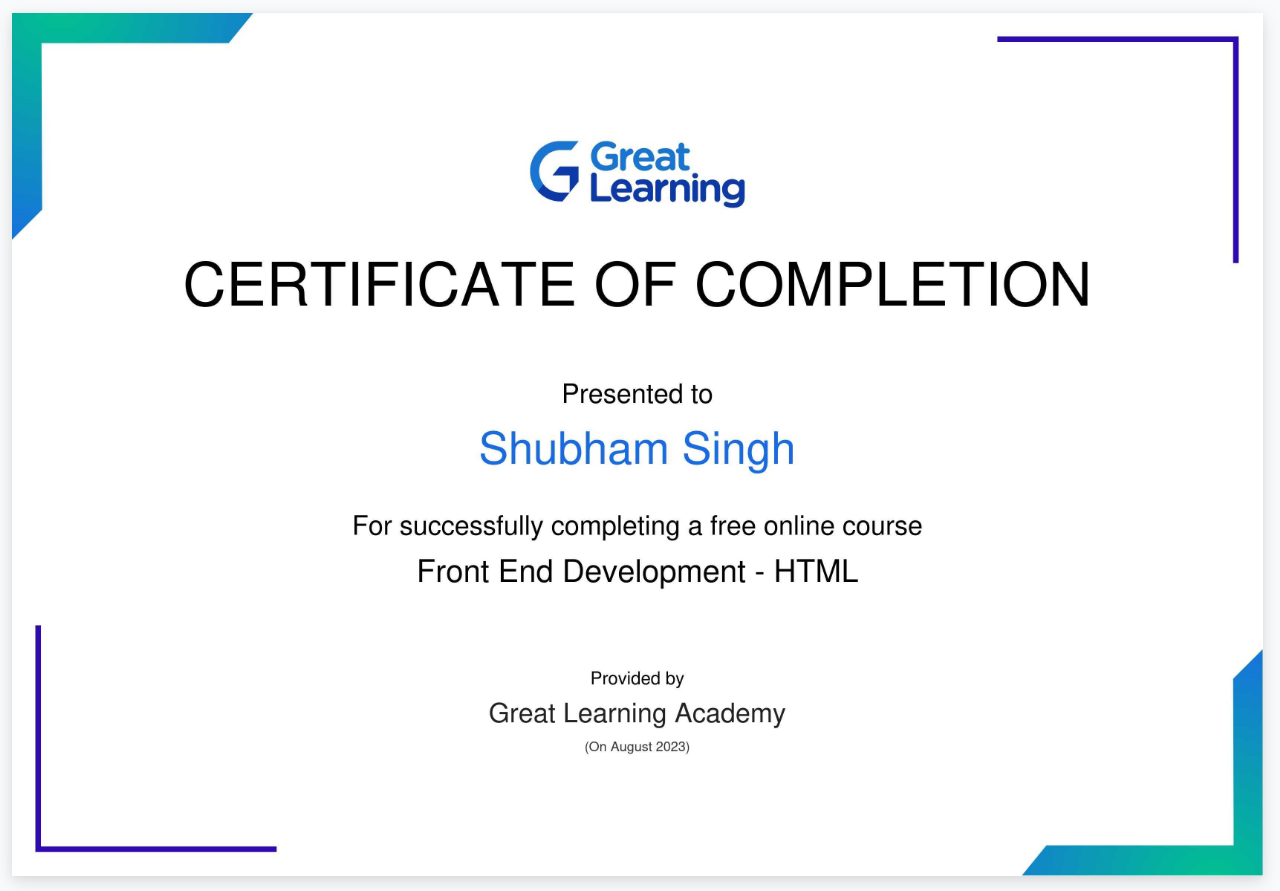 Great
Learning
CERTIFICATE OF COMPLETION
Presented to
Shubham Singh
For successfully completing a free online course
Front End Development - HTML
Provided by
Great Learning Academy
(On August 2023)